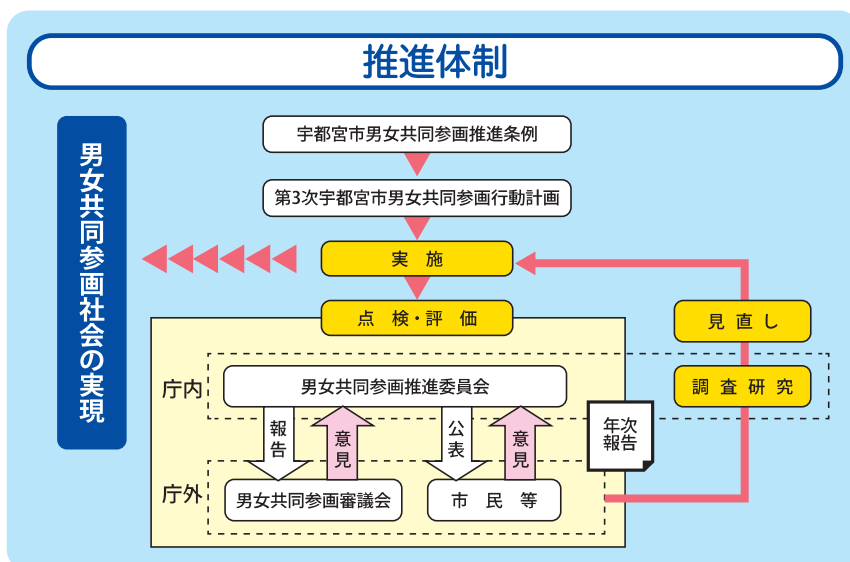 推進体制
男女共同参画社会の実現
宇都宮市男女共同参画推進条例
第3次宇都宮市男女共同参画行動計画
実施
点検・評価
見直し
調査研究
庁内
男女共同参画推進委員会
報告
意見
公表
意見
年次
報告
庁外
男女共同参画審議会
市民等